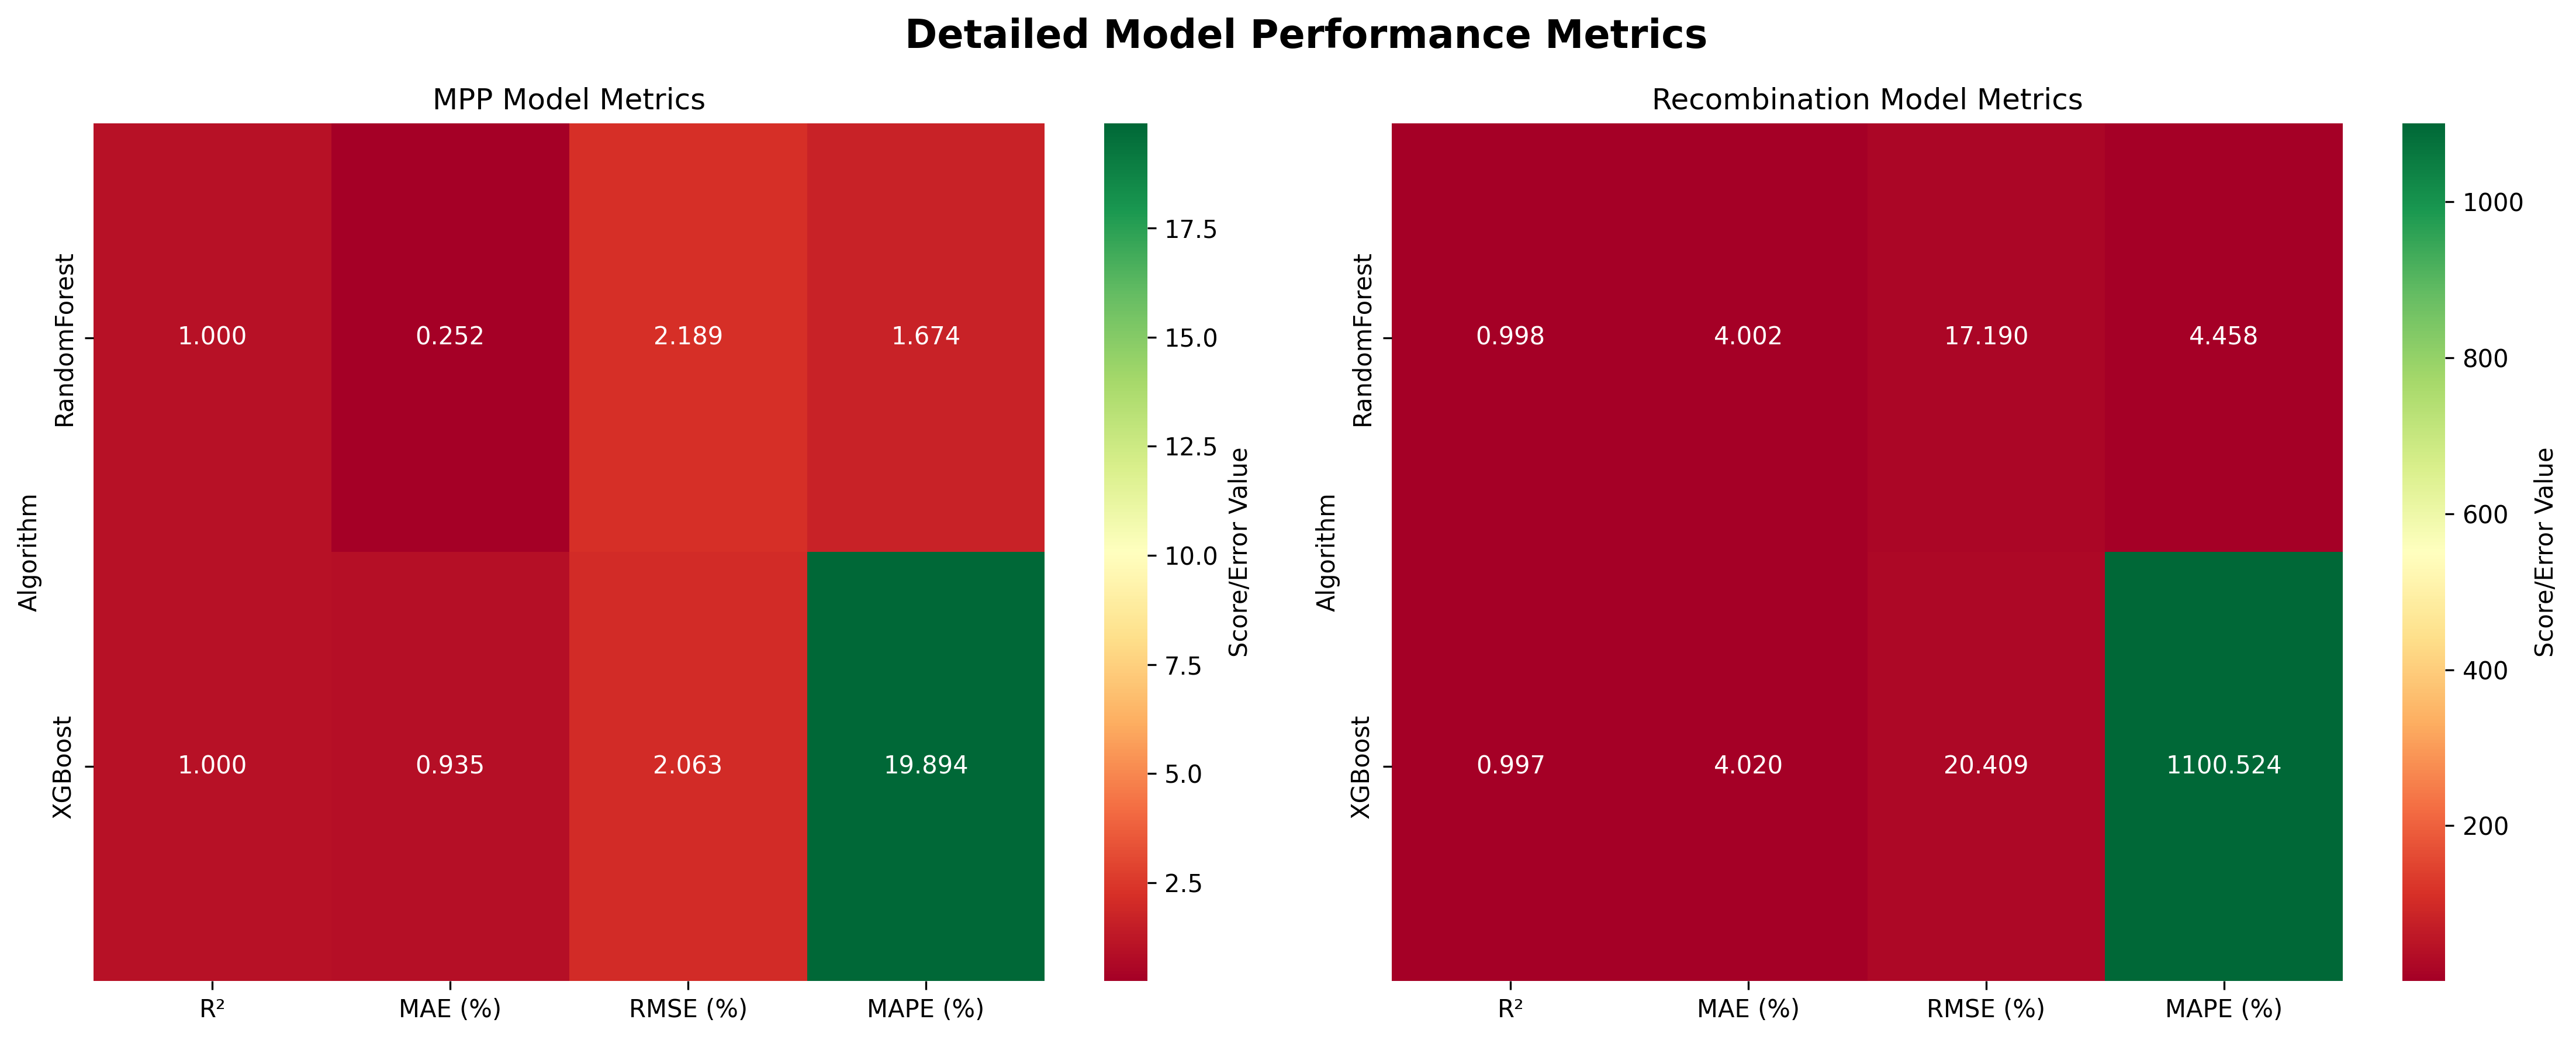 Detailed Model Performance Metrics
MPP Model Metrics
Algorithm
RandomForest
1.000 0.252 2.189 1.674
XGBoost
1.000 0.935 2.063 19.894
R² MAE (%) RMSE (%) MAPE (%)
17.5
15.0
12.5
10.0
7.5
5.0
2.5
Score/Error Value
Recombination Model Metrics
Algorithm
RandomForest
0.998 4.002 17.190 4.458
XGBoost
0.997 4.020 20.409 1100.524
R² MAE (%) RMSE (%) MAPE (%)
1000
800
600
400
200
Score/Error Value